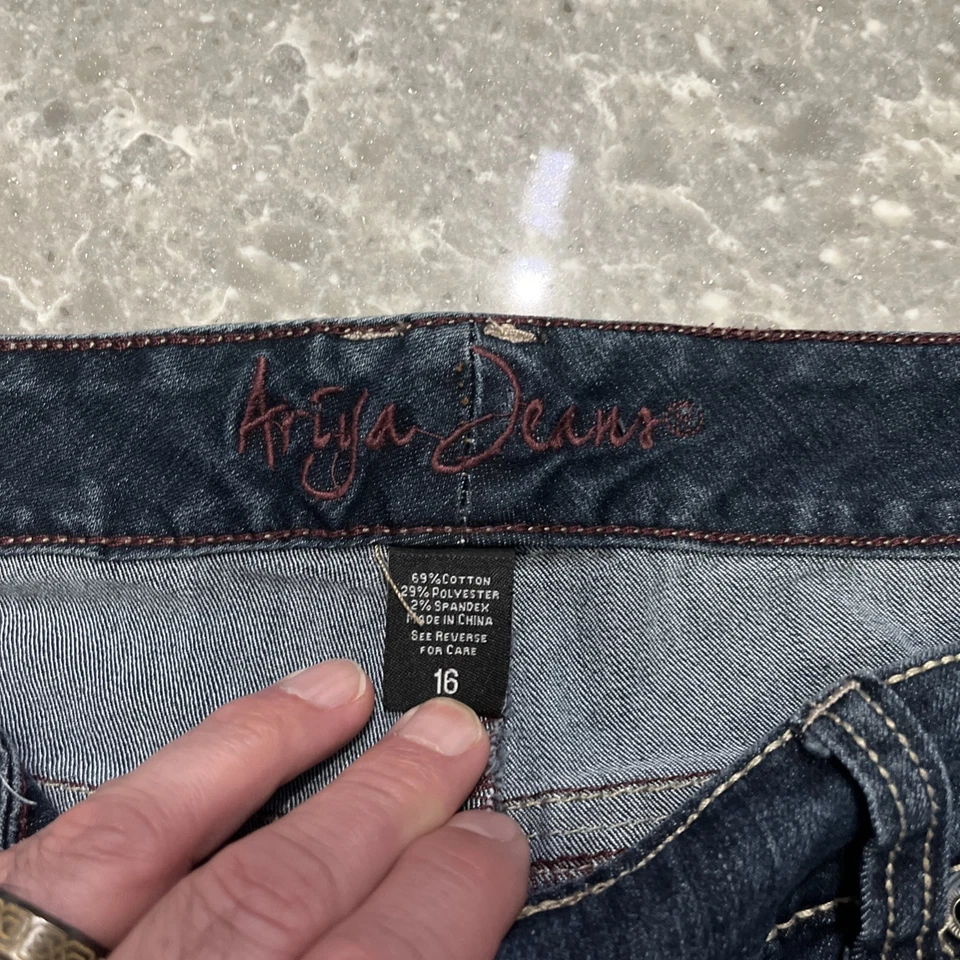 Ariya Jeans®
69% COTTON
29% POLYESTER
2% SPANDEX
MADE IN CHINA
SEE REVERSE
FOR CARE
16